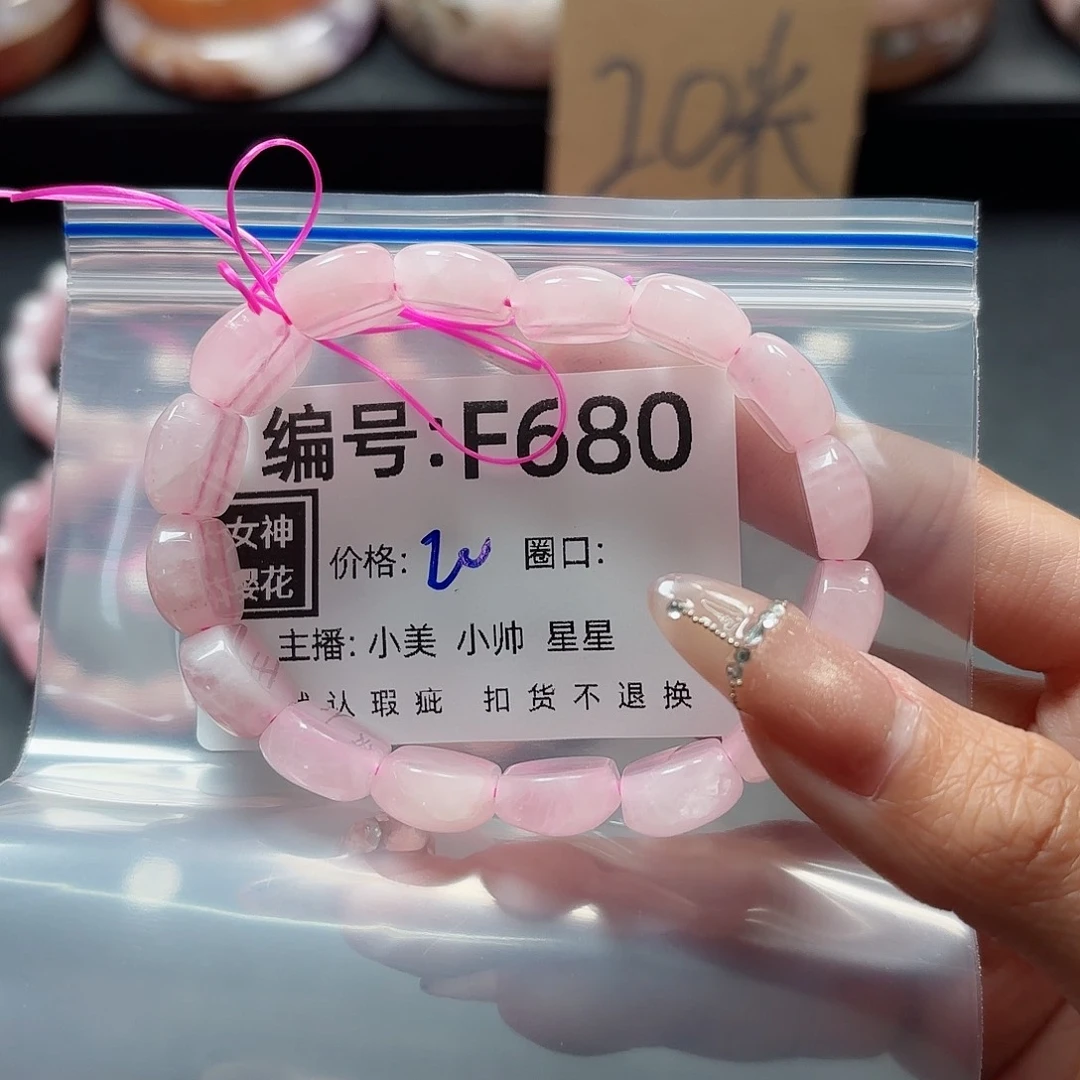 20米
编号:F680
女神
樱花
价格:20 圈口:
主播: 小美 小帅 星星
认瑕疵 扣货不退换